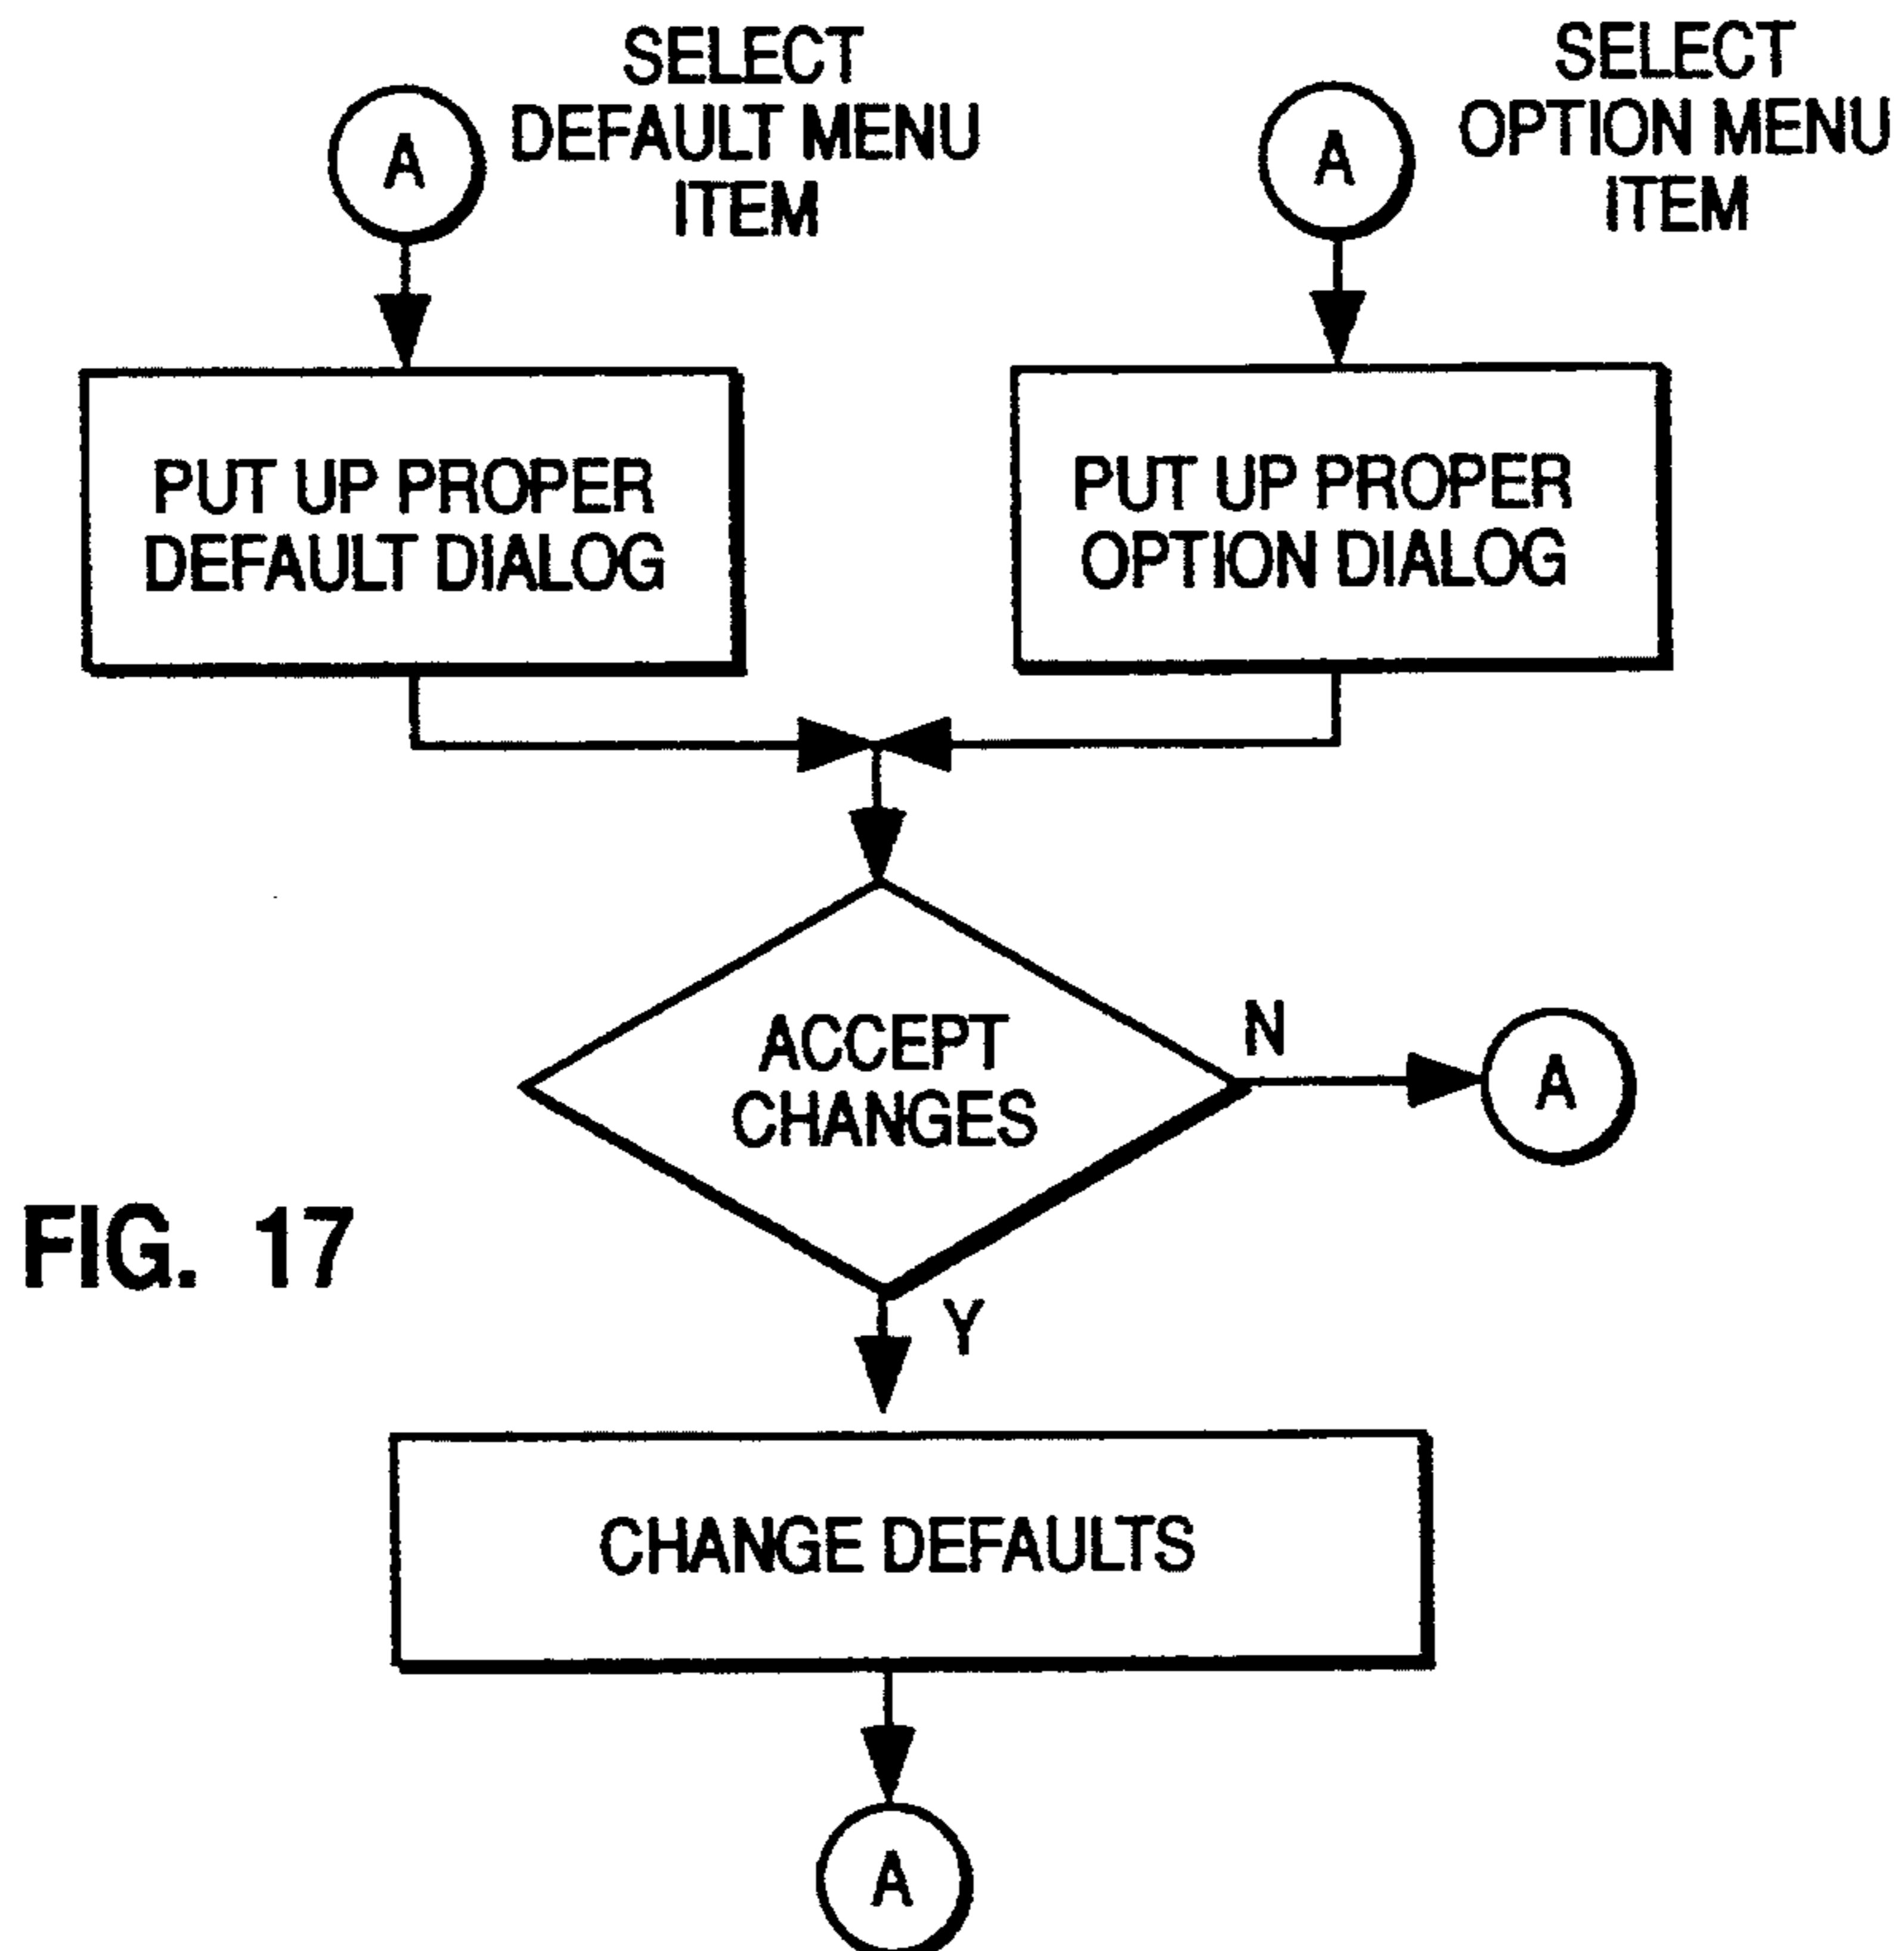 SELECT
DEFAULT MENU
ITEM
A
SELECT
OPTION MENU
ITEM
A
PUT UP PROPER
DEFAULT DIALOG
PUT UP PROPER
OPTION DIALOG
ACCEPT
CHANGES
N
A
FIG. 17
Y
CHANGE DEFAULTS
A